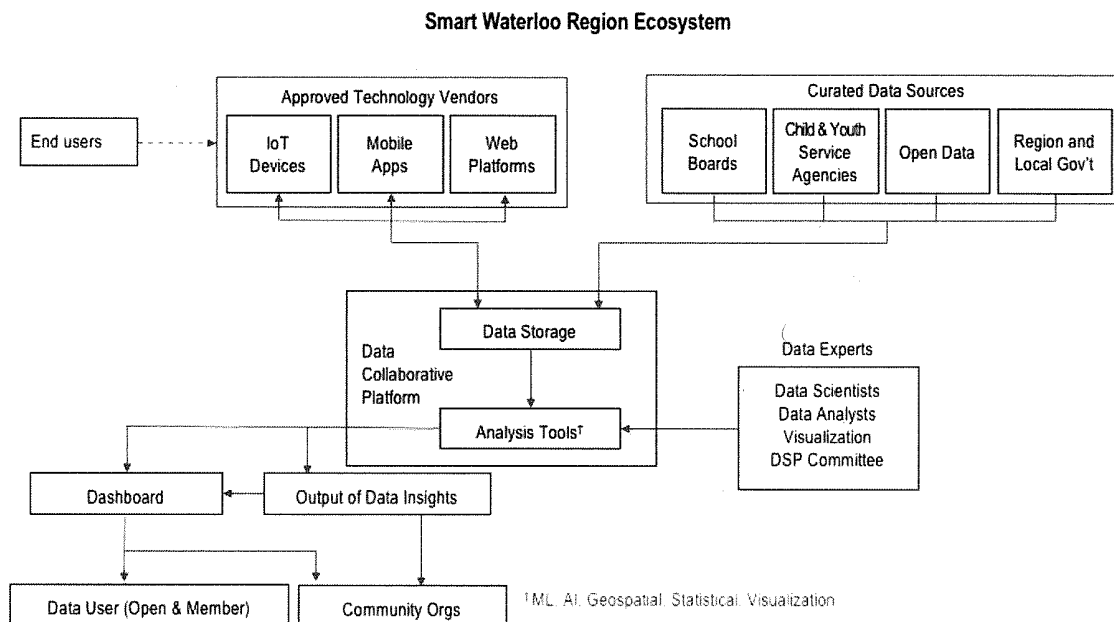 Smart Waterloo Region Ecosystem
Approved Technology Vendors
Curated Data Sources
End users
IoT
Devices
Mobile
Apps
Web
Platforms
School
Boards
Child & Youth
Service
Agencies
Open Data
Region and
Local Gov't
Data Storage
Data
Collaborative
Platform
Analysis Tools†
Data Experts
Data Scientists
Data Analysts
Visualization
DSP Committee
Dashboard
Output of Data Insights
Data User (Open & Member)
Community Orgs
†ML, AI, Geospatial, Statistical, Visualization